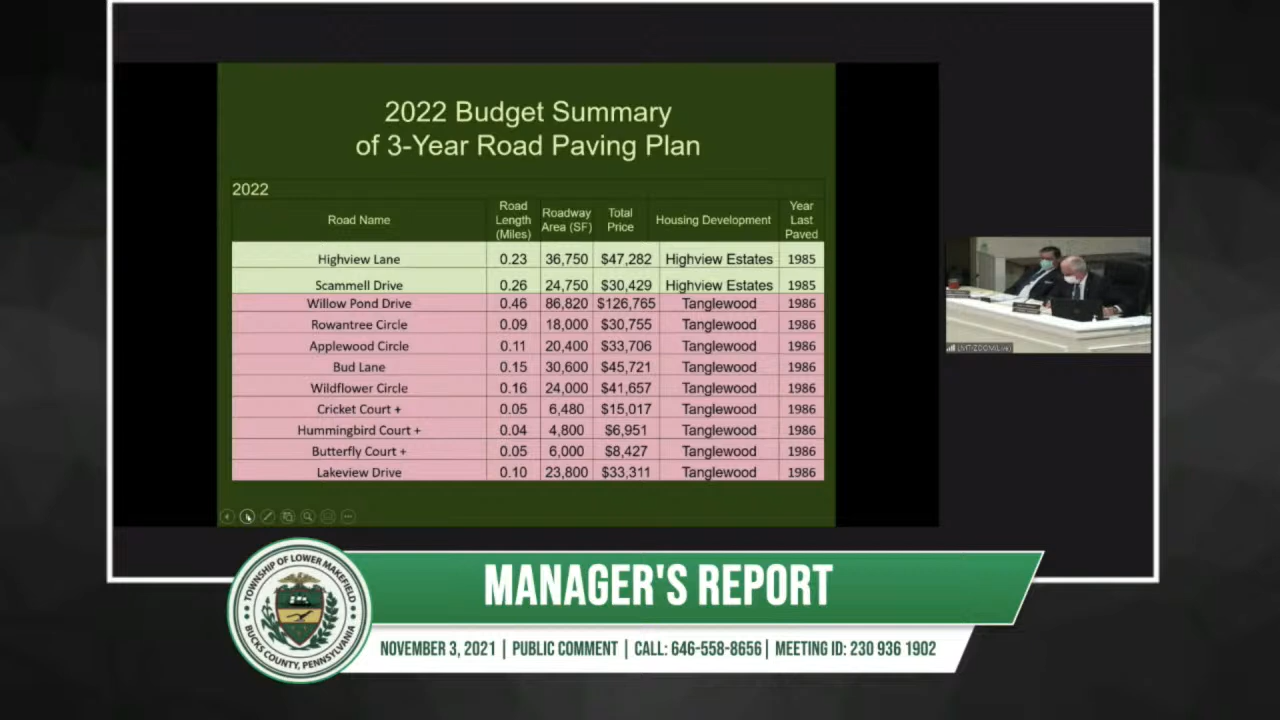 2022 Budget Summary
of 3-Year Road Paving Plan
2022
Road Name Road Length (Miles) Roadway Area (SF) Total Price Housing Development Year Last Paved
Highview Lane 0.23 36,750 $47,282 Highview Estates 1985
Scammell Drive 0.26 24,750 $30,429 Highview Estates 1985
Willow Pond Drive 0.46 86,820 $126,765 Tanglewood 1986
Rowantree Circle 0.09 18,000 $30,755 Tanglewood 1986
Applewood Circle 0.11 20,400 $33,706 Tanglewood 1986
Bud Lane 0.15 30,600 $45,721 Tanglewood 1986
Wildflower Circle 0.16 24,000 $41,657 Tanglewood 1986
Cricket Court + 0.05 6,480 $15,017 Tanglewood 1986
Hummingbird Court + 0.04 4,800 $6,951 Tanglewood 1986
Butterfly Court + 0.05 6,000 $8,427 Tanglewood 1986
Lakeview Drive 0.10 23,800 $33,311 Tanglewood 1986
TOWNSHIP OF LOWER MAKEFIELD
BUCKS COUNTY, PENNSYLVANIA
MANAGER'S REPORT
NOVEMBER 3, 2021 | PUBLIC COMMENT | CALL: 646-558-8656 | MEETING ID: 230 936 1902